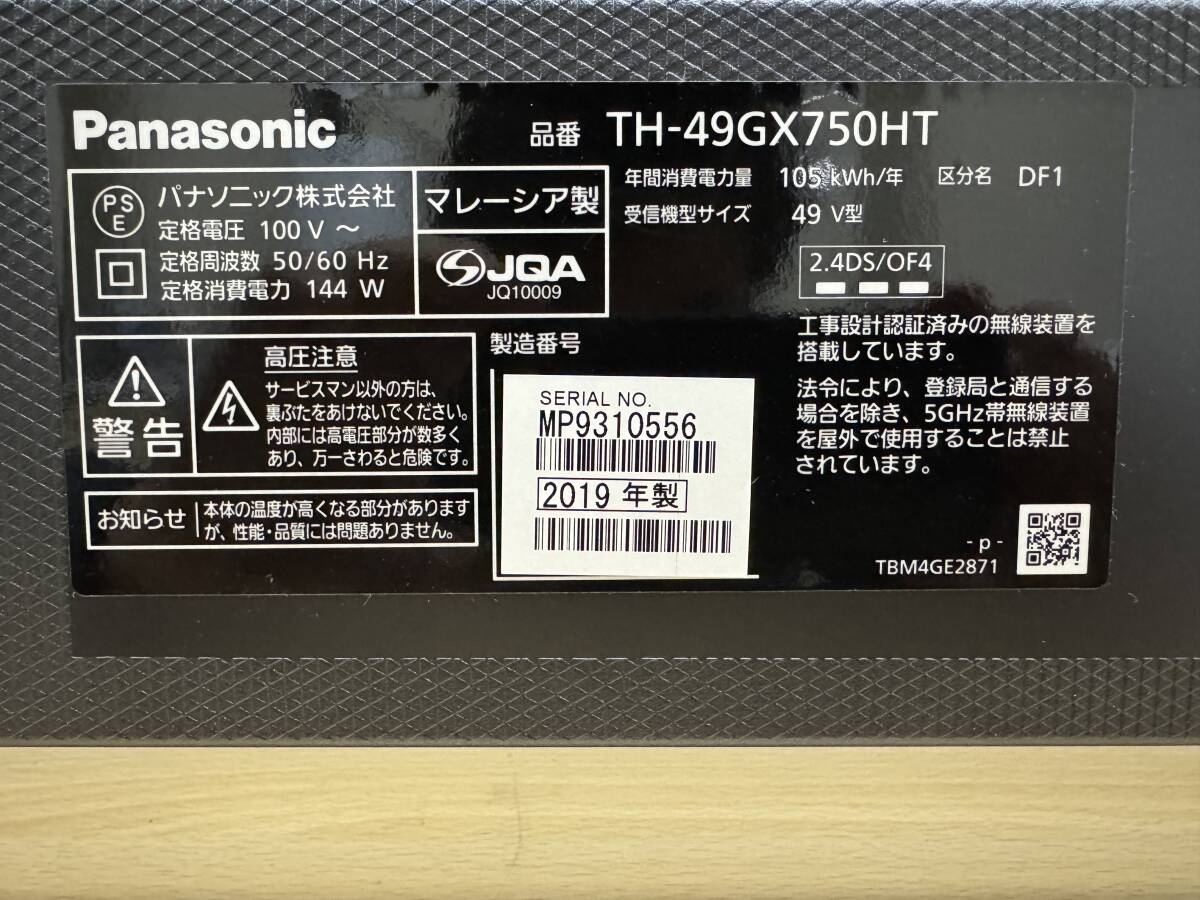 Panasonic
品番 TH-49GX750HT
PS
E
パナソニック株式会社
定格電圧 100 V ～
定格周波数 50/60 Hz
定格消費電力 144 W
マレーシア製
JQA
JQ10009
年間消費電力量 105 kWh/年 区分名 DF1
受信機型サイズ 49 V型
2.4DS/OF4
工事設計認証済みの無線装置を
搭載しています。
法令により、登録局と通信する
場合を除き、5GHz帯無線装置
を屋外で使用することは禁止
されています。
警告
高圧注意
サービスマン以外の方は、
裏ぶたをあけないでください。
内部には高電圧部分が数多く
あり、万一さわると危険です。
お知らせ
本体の温度が高くなる部分があります
が、性能・品質には問題ありません。
製造番号
SERIAL NO.
MP9310556
2019 年製
- p -
TBM4GE2871